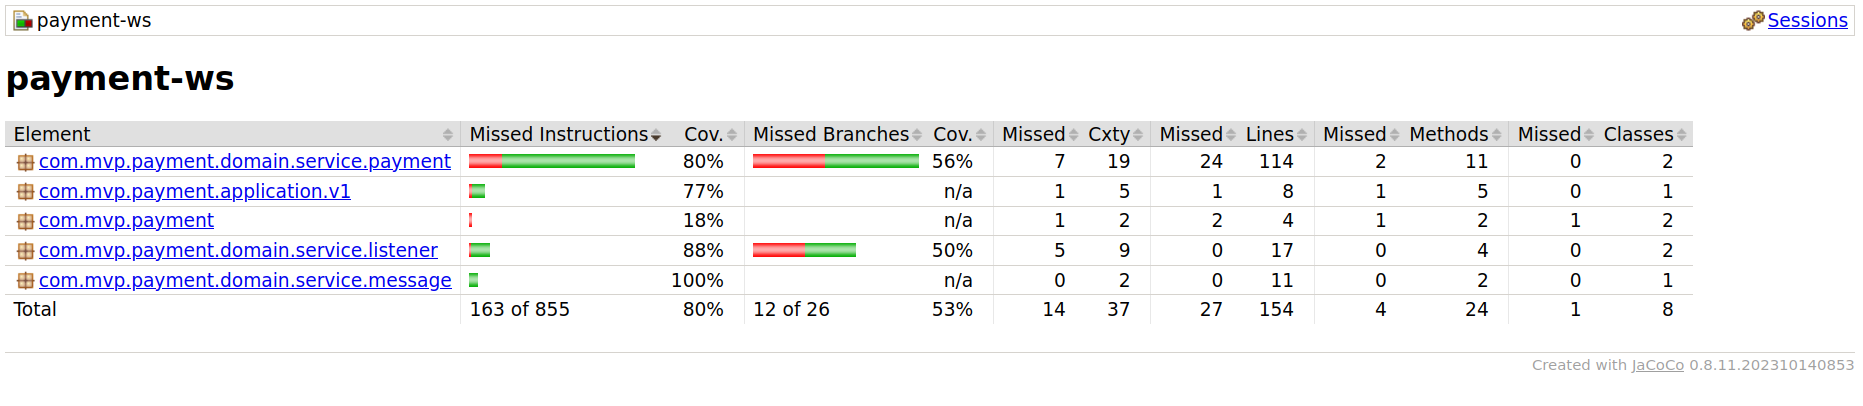 payment-ws Sessions
payment-ws
Element Missed Instructions Cov. Missed Branches Cov. Missed Cxty Missed Lines Missed Methods Missed Classes
com.mvp.payment.domain.service.payment 80% 56% 7 19 24 114 2 11 0 2
com.mvp.payment.application.v1 77% n/a 1 5 1 8 1 5 0 1
com.mvp.payment 18% n/a 1 2 2 4 1 2 1 2
com.mvp.payment.domain.service.listener 88% 50% 5 9 0 17 0 4 0 2
com.mvp.payment.domain.service.message 100% n/a 0 2 0 11 0 2 0 1
Total 163 of 855 80% 12 of 26 53% 14 37 27 154 4 24 1 8
Created with JaCoCo 0.8.11.202310140853